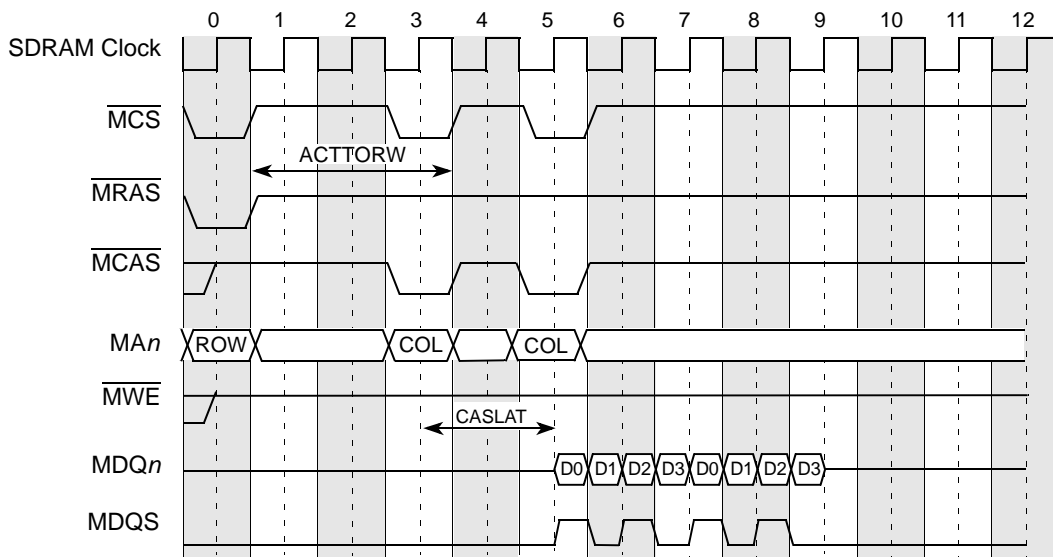 0 1 2 3 4 5 6 7 8 9 10 11 12
SDRAM Clock
MCS
ACTTORW
MRAS
MCAS
MAn ROW COL COL
MWE
CASLAT
MDQn D0 D1 D2 D3 D0 D1 D2 D3
MDQS